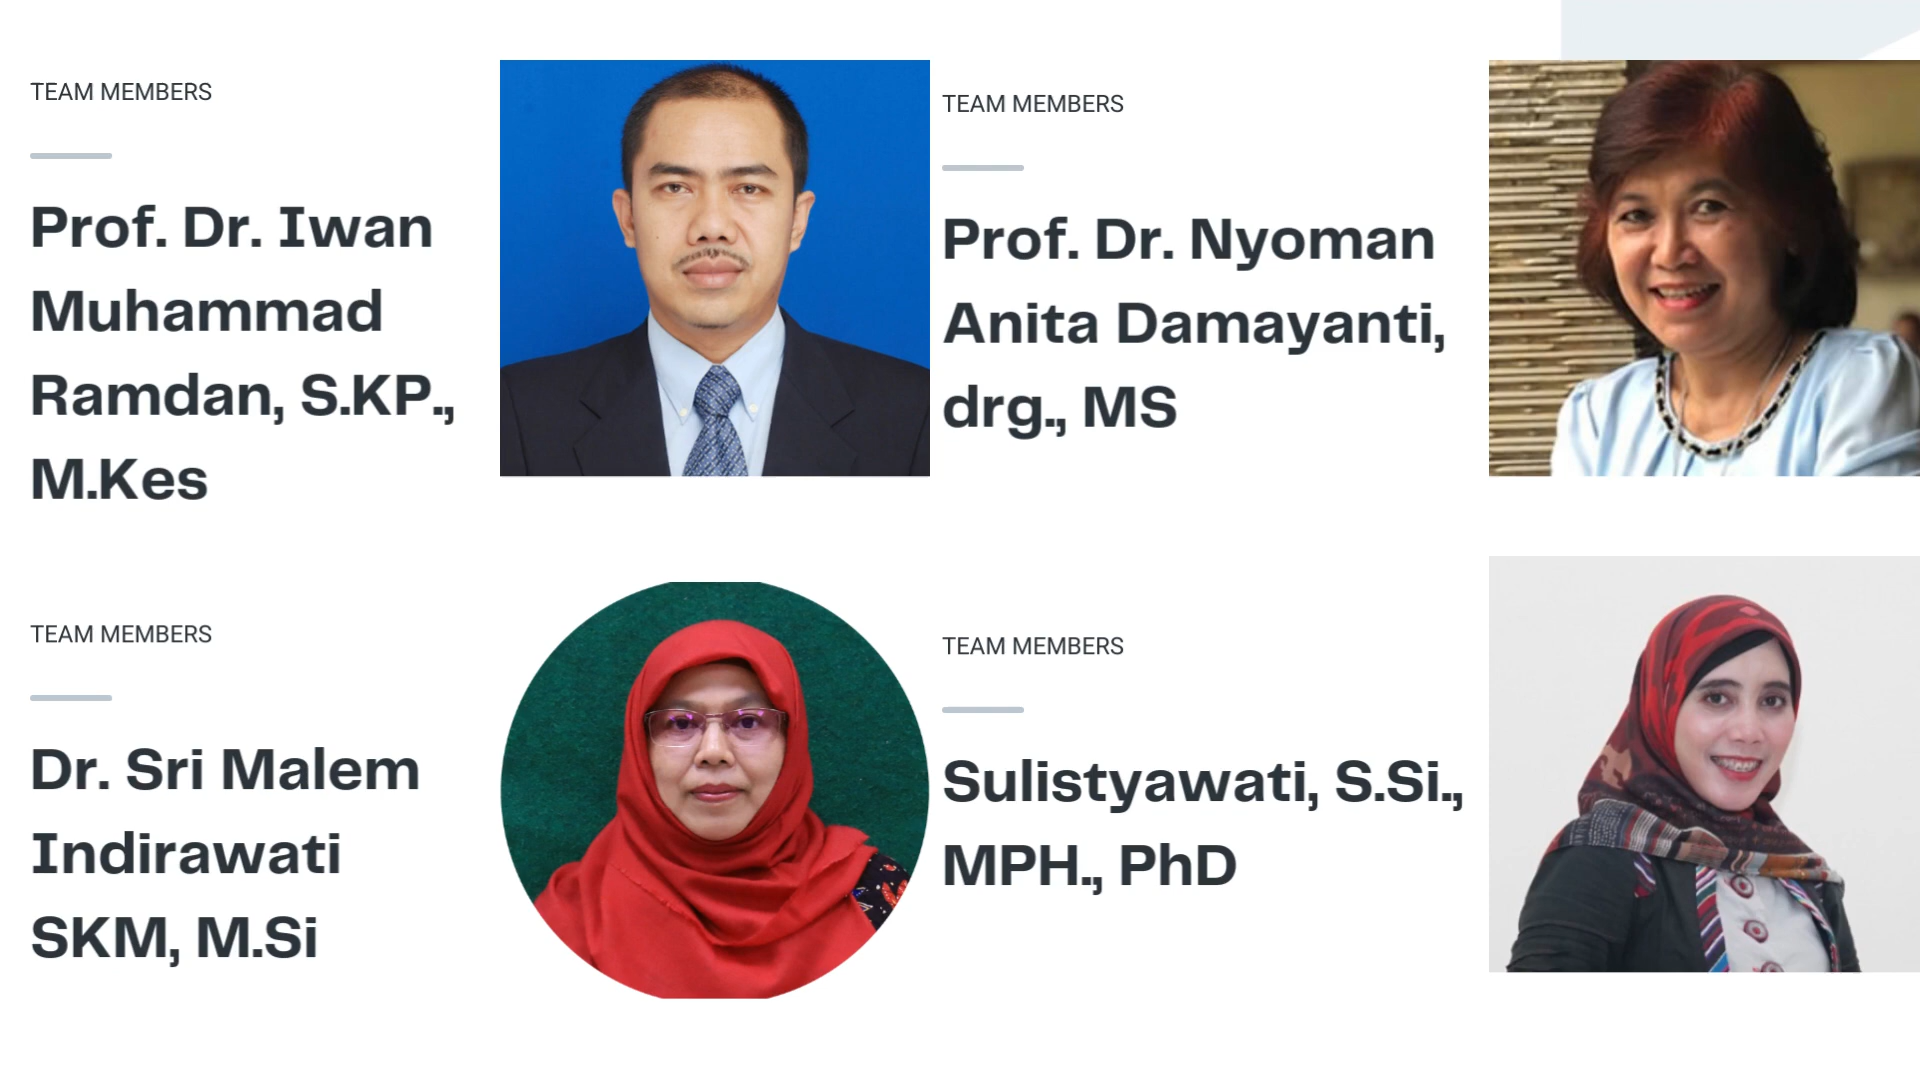 TEAM MEMBERS
Prof. Dr. Iwan
Muhammad
Ramdan, S.KP.,
M.Kes
TEAM MEMBERS
Prof. Dr. Nyoman
Anita Damayanti,
drg., MS
TEAM MEMBERS
Dr. Sri Malem
Indirawati
SKM, M.Si
TEAM MEMBERS
Sulistyawati, S.Si.,
MPH., PhD